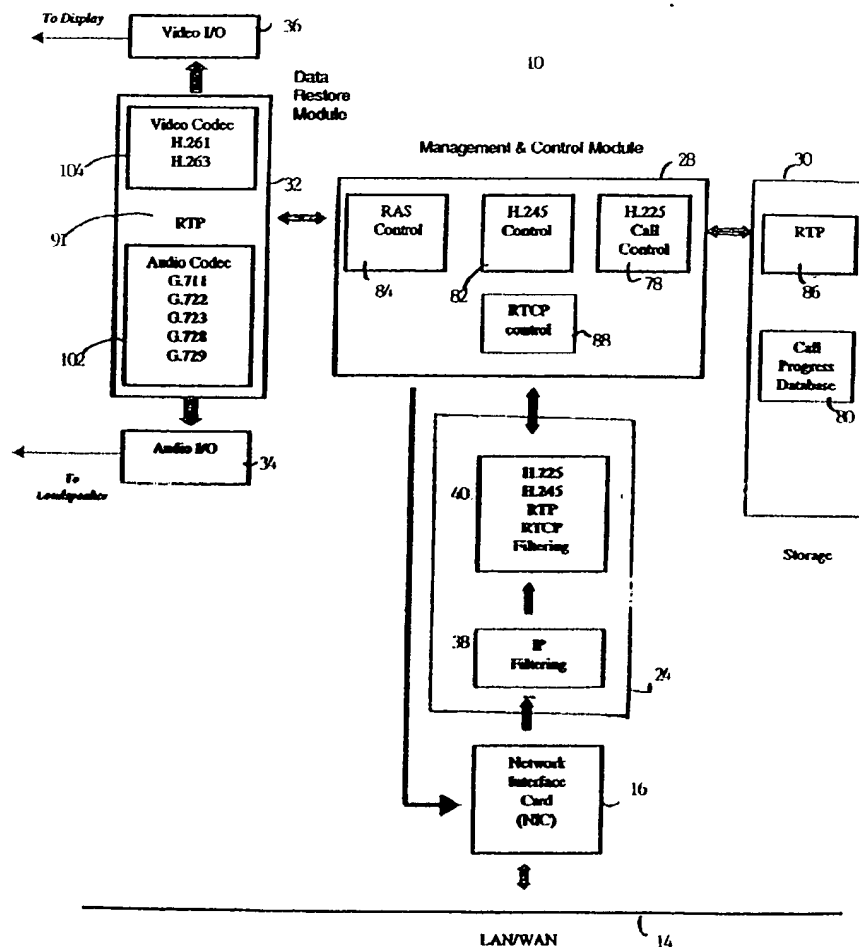 To Display
Video I/O
36
10
Data
Restore
Module
Video Codec
H.261
H.263
104
32
91
RTP
Audio Codec
G.711
G.722
G.723
G.728
G.729
102
Audio I/O
34
To
Loudspeaker
Management & Control Module
28
RAS
Control
84
H.245
Control
82
H.225
Call
Control
78
RTCP
control
88
30
RTP
86
Call
Progress
Database
80
Storage
40
H.225
H.245
RTP
RTCP
Filtering
38
IP
Filtering
24
Network
Interface
Card
(NIC)
16
14
LAN/WAN